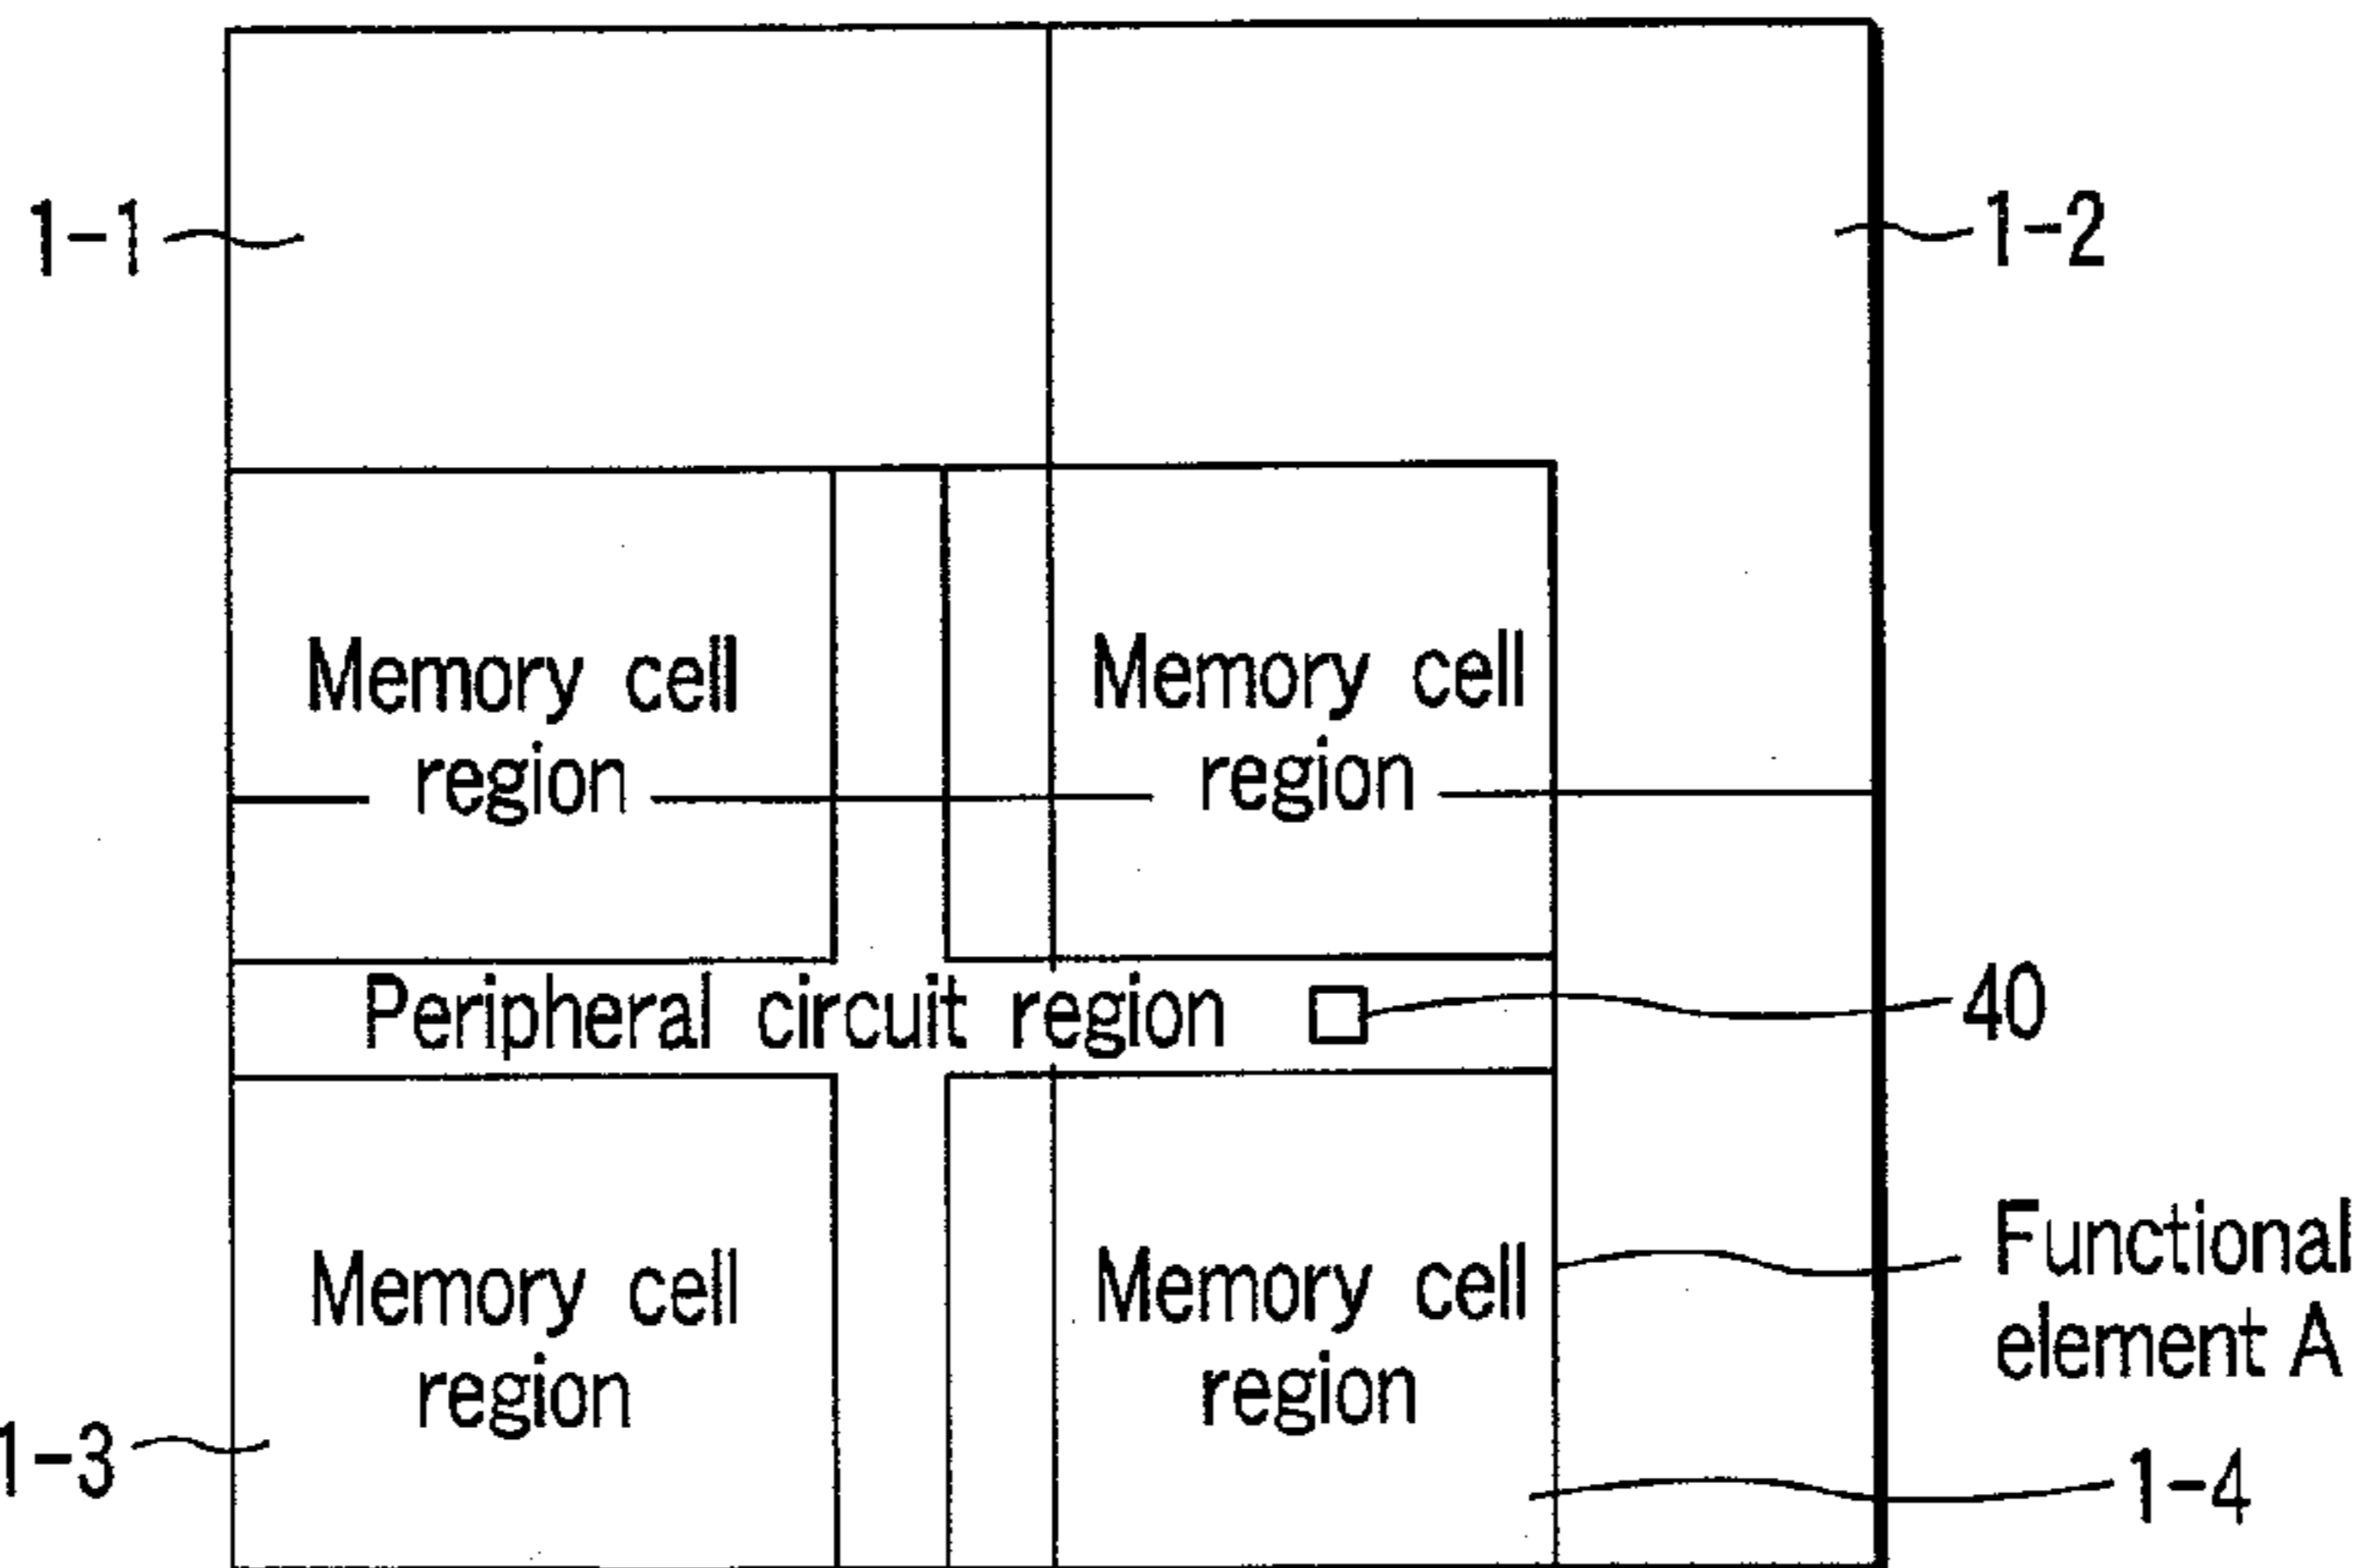 1-1
1-2
Memory cell
region
Memory cell
region
Peripheral circuit region
40
Memory cell
region
Memory cell
region
Functional
element A
1-3
1-4